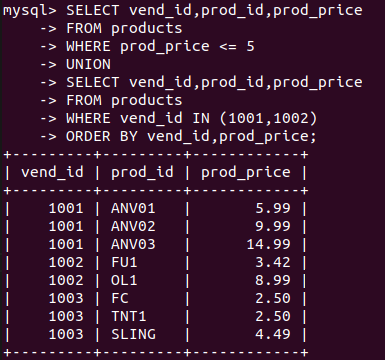 mysql> SELECT vend_id,prod_id,prod_price
    -> FROM products
    -> WHERE prod_price <= 5
    -> UNION
    -> SELECT vend_id,prod_id,prod_price
    -> FROM products
    -> WHERE vend_id IN (1001,1002)
    -> ORDER BY vend_id,prod_price;
+---------+---------+------------+
| vend_id | prod_id | prod_price |
+---------+---------+------------+
|    1001 | ANV01   |       5.99 |
|    1001 | ANV02   |       9.99 |
|    1001 | ANV03   |      14.99 |
|    1002 | FU1     |       3.42 |
|    1002 | OL1     |       8.99 |
|    1003 | FC      |       2.50 |
|    1003 | TNT1    |       2.50 |
|    1003 | SLING   |       4.49 |
+---------+---------+------------+